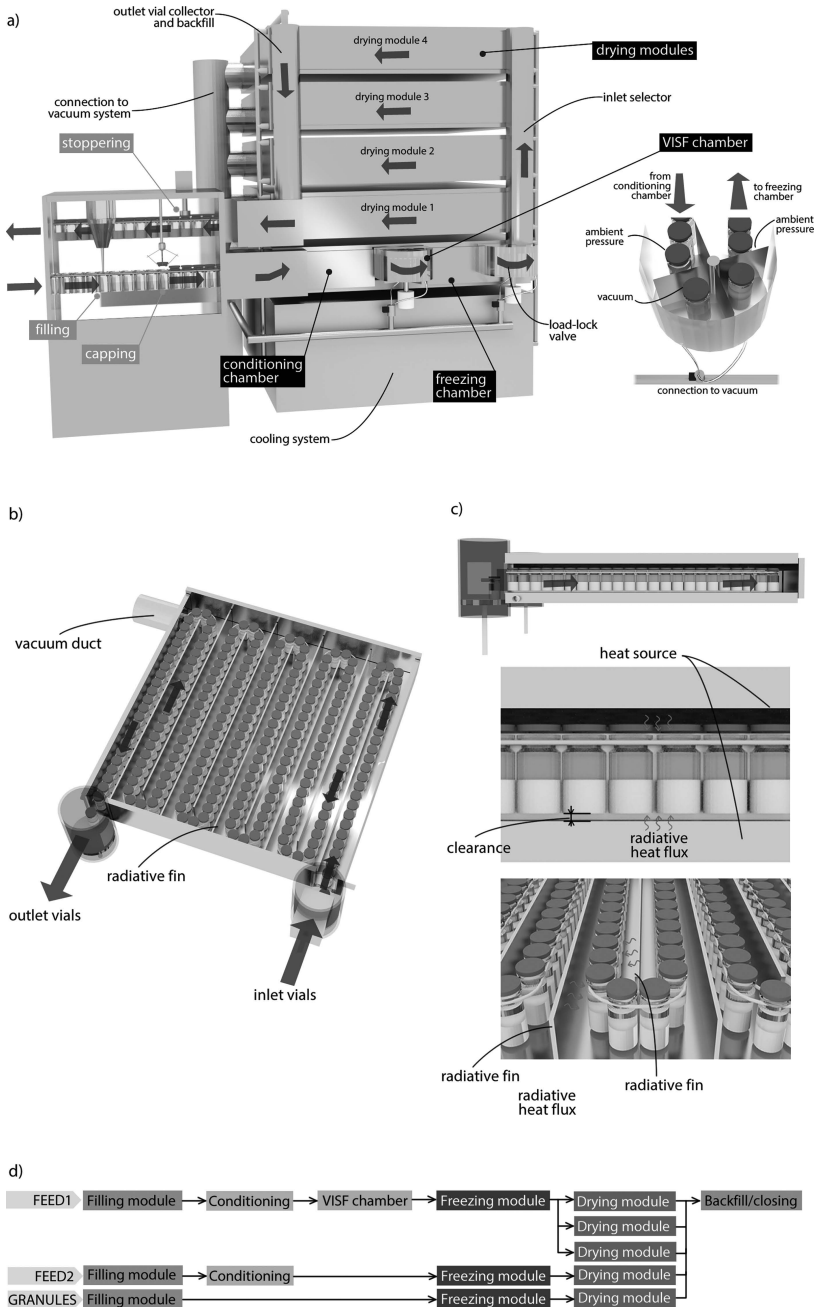 a)
outlet vial collector
and backfill
drying module 4
drying modules
connection to
vacuum system
drying module 3
inlet selector
stoppering
drying module 2
VISF chamber
drying module 1
from
conditioning
chamber
to freezing
chamber
ambient
pressure
ambient
pressure
vacuum
filling
capping
load-lock
valve
conditioning
chamber
freezing
chamber
connection to vacuum
cooling system
b)
vacuum duct
radiative fin
outlet vials
inlet vials
c)
heat source
clearance
radiative
heat flux
radiative fin
radiative fin
radiative
heat flux
d)
FEED1 Filling module Conditioning VISF chamber Freezing module Drying module Backfill/closing
Drying module
Drying module
FEED2 Filling module Conditioning Freezing module Drying module
GRANULES Filling module Freezing module Drying module